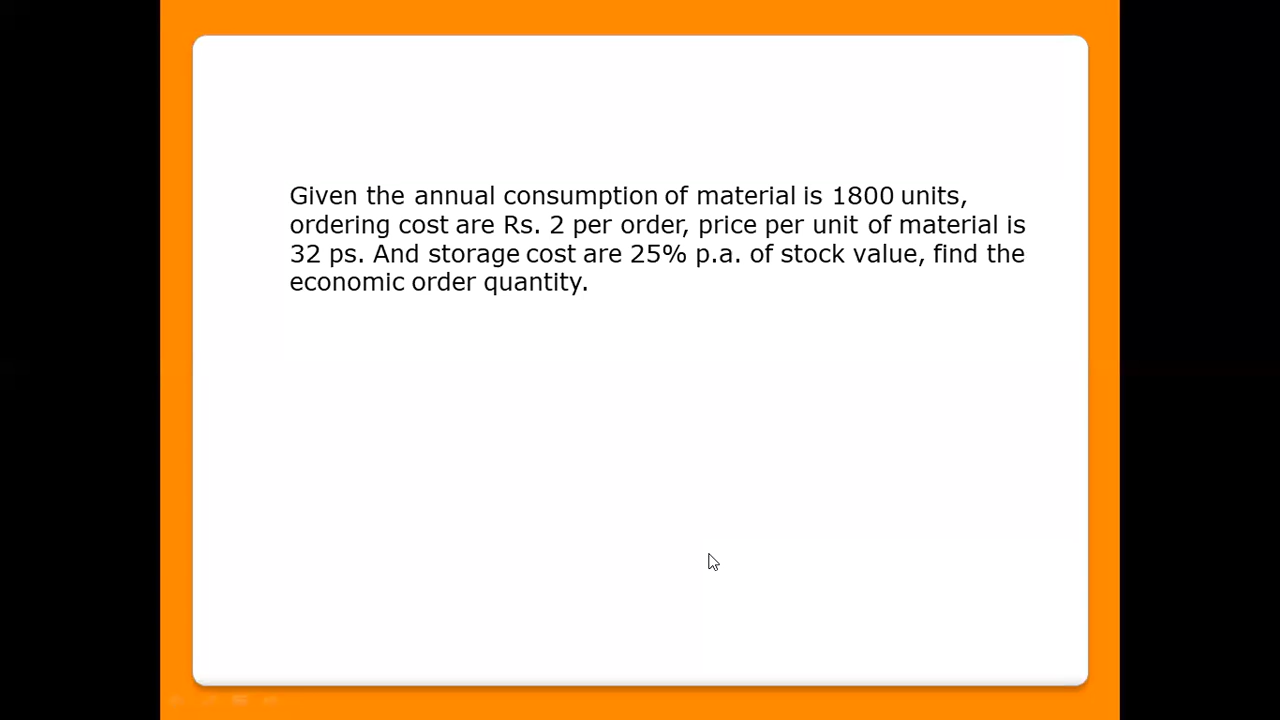 Given the annual consumption of material is 1800 units,
ordering cost are Rs. 2 per order, price per unit of material is
32 ps. And storage cost are 25% p.a. of stock value, find the
economic order quantity.